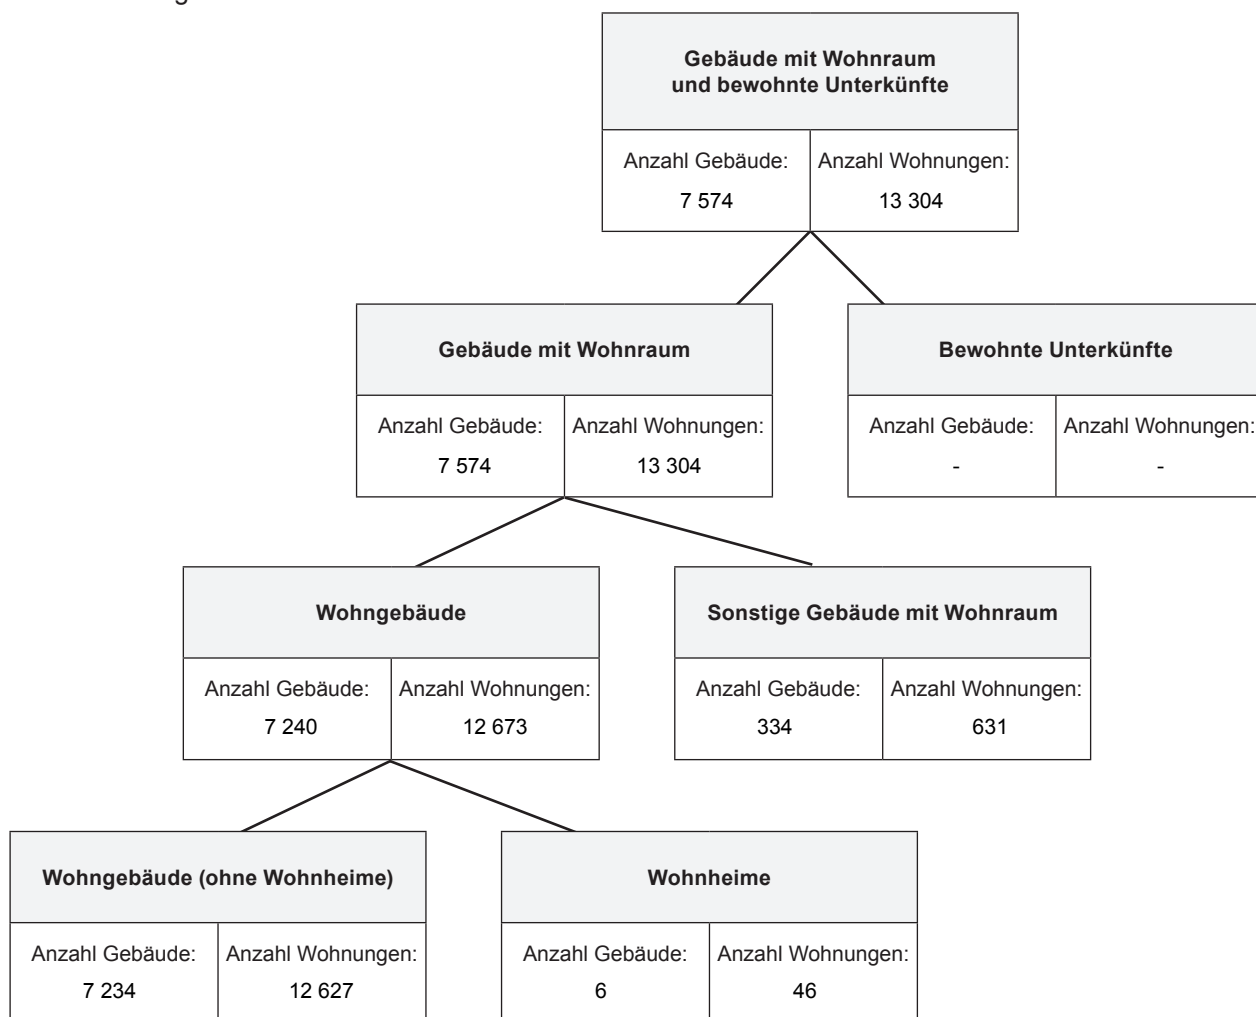 Gebäude mit Wohnraum
und bewohnte Unterkünfte
Anzahl Gebäude: Anzahl Wohnungen:
7 574 13 304
Gebäude mit Wohnraum Bewohnte Unterkünfte
Anzahl Gebäude: Anzahl Wohnungen: Anzahl Gebäude: Anzahl Wohnungen:
7 574 13 304 - -
Wohngebäude Sonstige Gebäude mit Wohnraum
Anzahl Gebäude: Anzahl Wohnungen: Anzahl Gebäude: Anzahl Wohnungen:
7 240 12 673 334 631
Wohngebäude (ohne Wohnheime) Wohnheime
Anzahl Gebäude: Anzahl Wohnungen: Anzahl Gebäude: Anzahl Wohnungen:
7 234 12 627 6 46